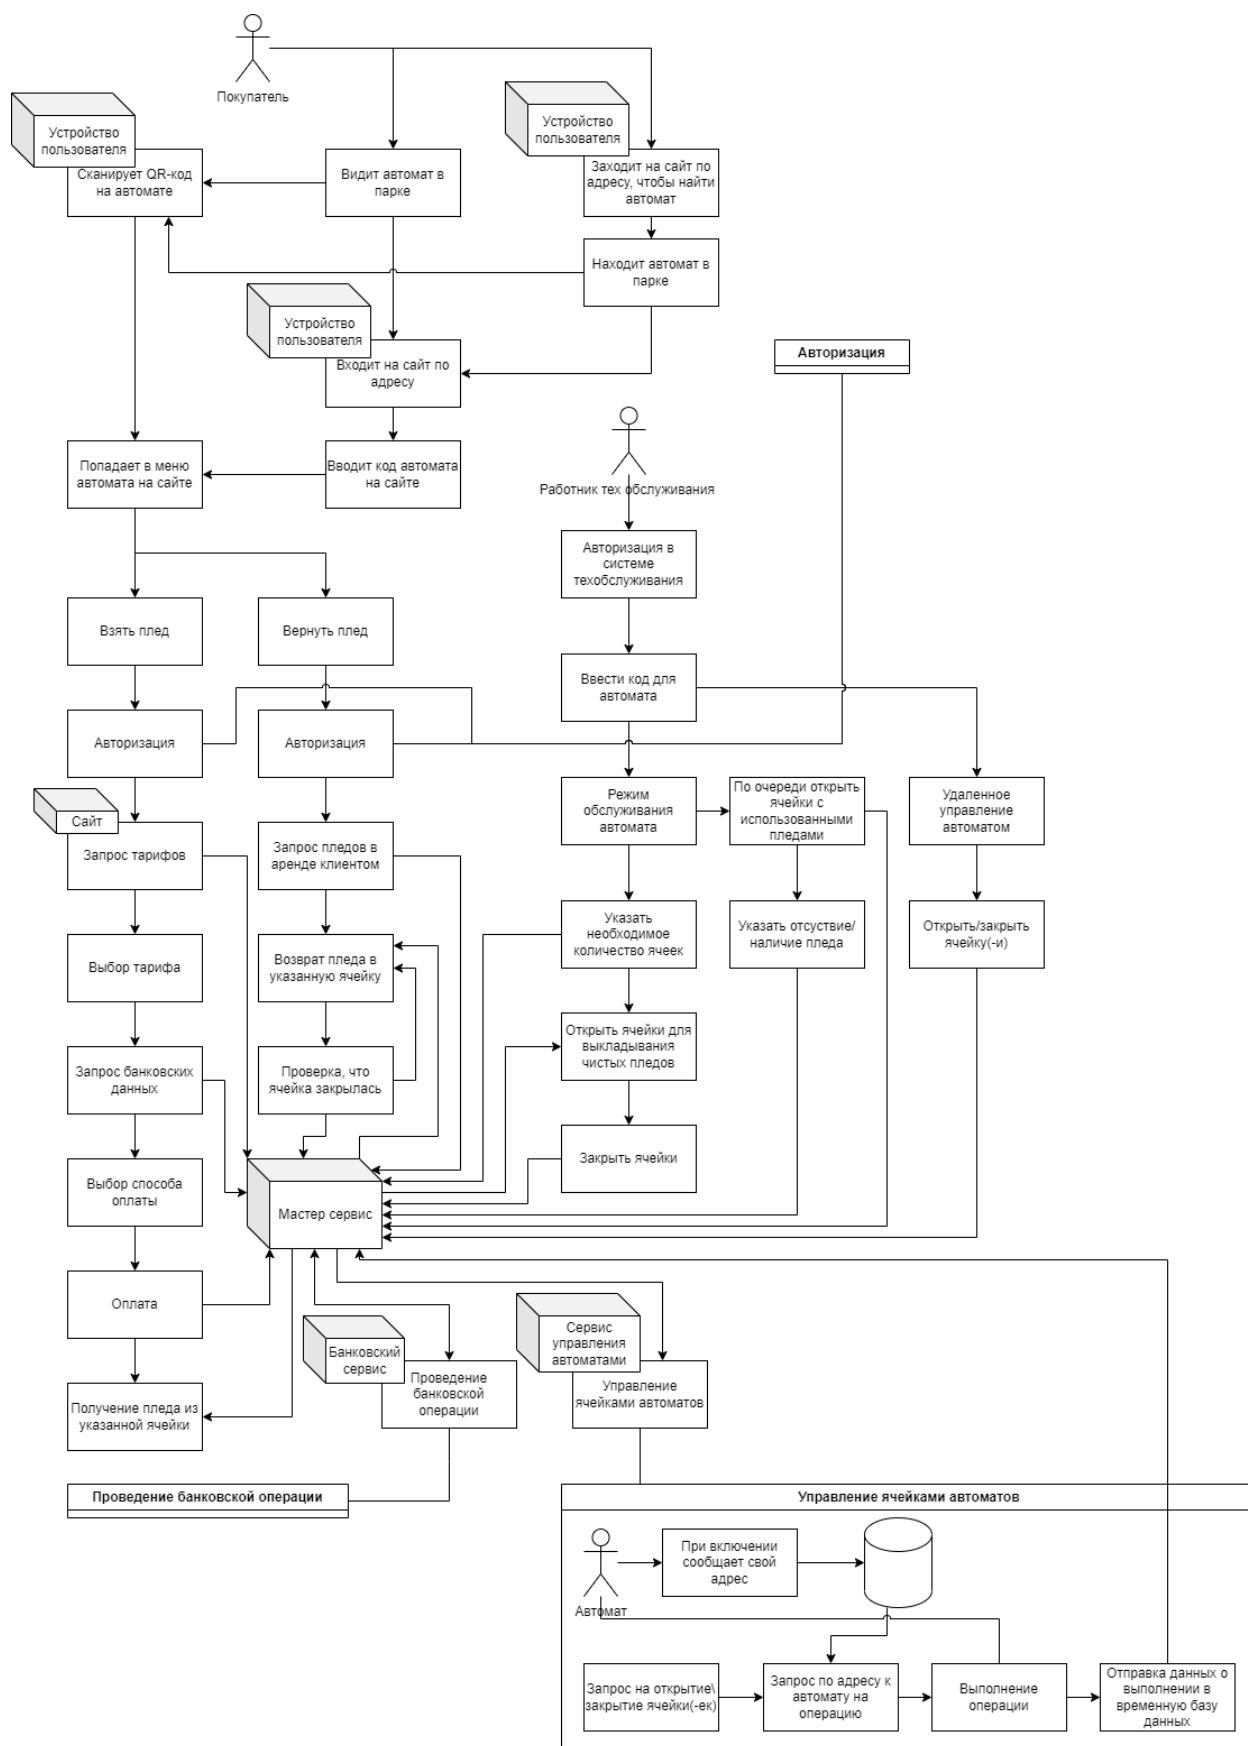 Покупатель
Устройство
пользователя
Сканирует QR-код
на автомате
Видит автомат в
парке
Устройство
пользователя
Заходит на сайт по
адресу, чтобы найти
автомат
Находит автомат в
парке
Устройство
пользователя
Входит на сайт по
адресу
Авторизация
Попадает в меню
автомата на сайте
Вводит код автомата
на сайте
Работник тех обслуживания
Авторизация в
системе
техобслуживания
Взять плед
Вернуть плед
Ввести код для
автомата
Авторизация
Авторизация
Режим
обслуживания
автомата
По очереди открыть
ячейки с
использованными
пледами
Удаленное
управление
автоматом
Сайт
Запрос тарифов
Запрос пледов в
аренде клиентом
Указать
необходимое
количество ячеек
Указать отсуствие/
наличие пледа
Открыть/закрыть
ячейку(-и)
Выбор тарифа
Возврат пледа в
указанную ячейку
Открыть ячейки для
выкладывания
чистых пледов
Запрос банковских
данных
Проверка, что
ячейка закрылась
Закрыть ячейки
Выбор способа
оплаты
Мастер сервис
Оплата
Банковский
сервис
Проведение
банковской
операции
Сервис
управления
автоматами
Управление
ячейками автоматов
Получение пледа из
указанной ячейки
Проведение банковской операции
Управление ячейками автоматов
Автомат
При включении
сообщает свой
адрес
Запрос на открытие\
закрытие ячейки(-ек)
Запрос по адресу к
автомату на
операцию
Выполнение
операции
Отправка данных о
выполнении в
временную базу
данных